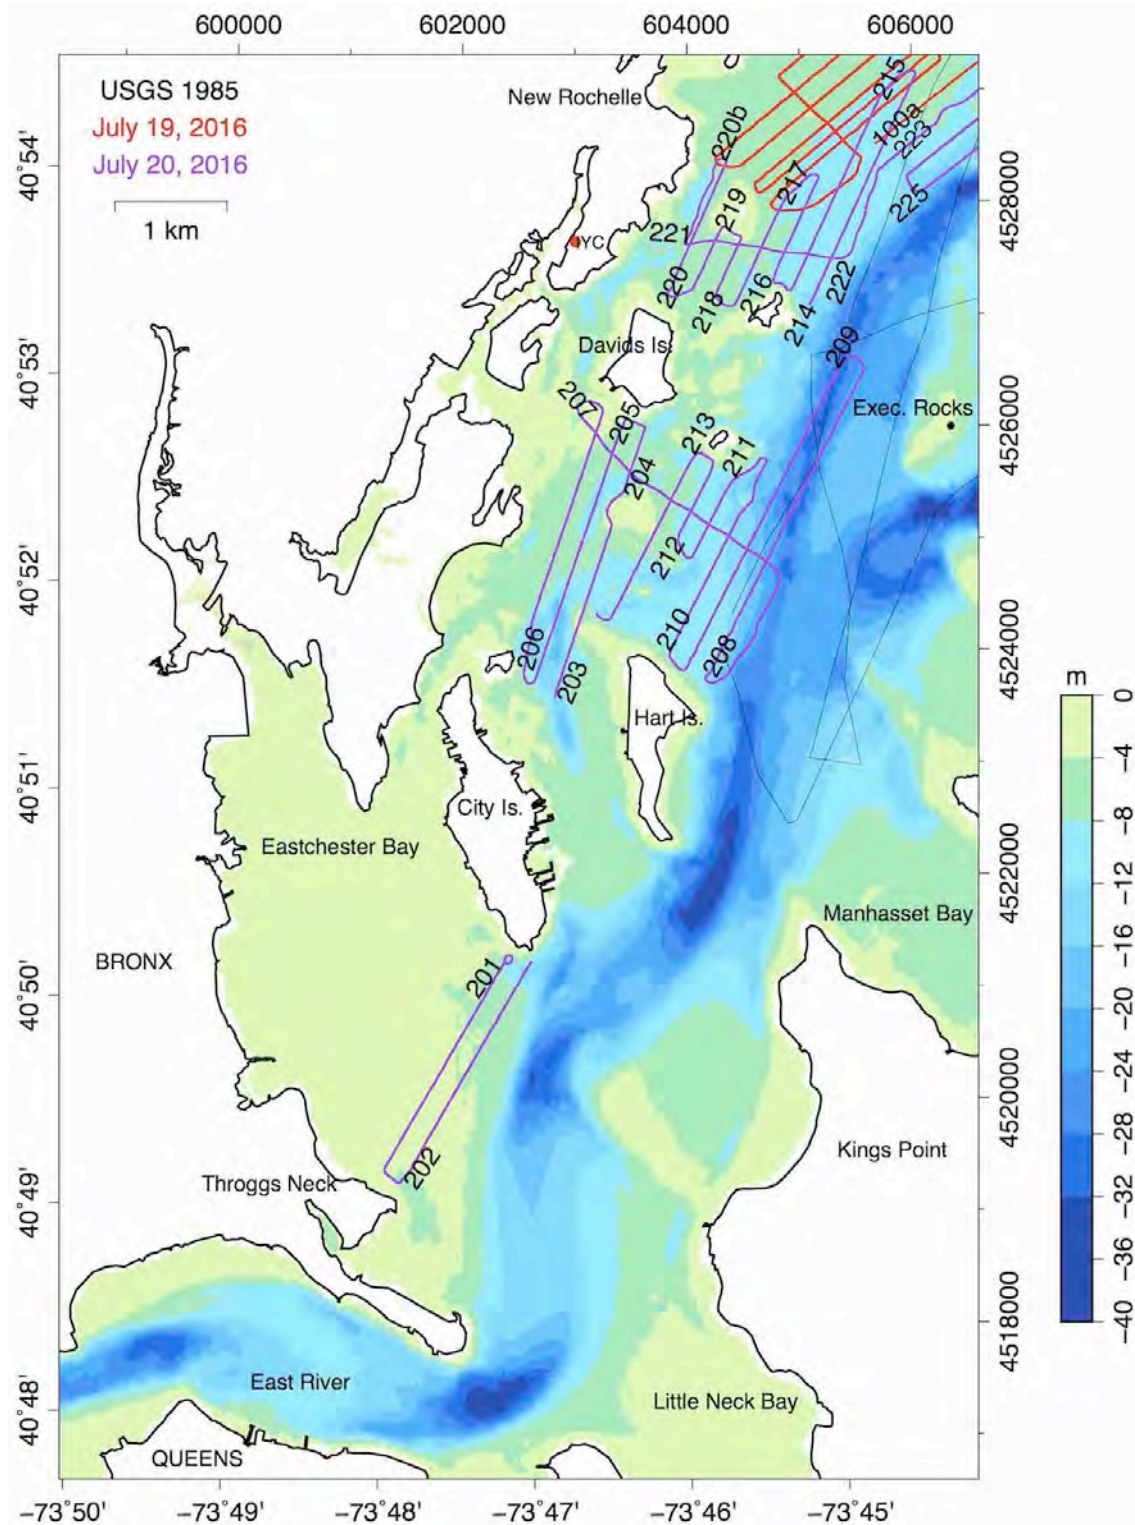 600000 602000 604000 606000
USGS 1985
July 19, 2016
July 20, 2016
1 km
New Rochelle
YC
220b
215
100a
223
225
217
219
221
220
218
216
214
222
209
Davids Is.
Exec. Rocks
207
205
204
213
211
212
210
208
206
203
Hart Is.
City Is.
Eastchester Bay
Manhasset Bay
BRONX
201
202
Throggs Neck
Kings Point
East River
Little Neck Bay
QUEENS
40˚54'
40˚53'
40˚52'
40˚51'
40˚50'
40˚49'
40˚48'
4528000
4526000
4524000
4522000
4520000
4518000
m
0
−4
−8
−12
−16
−20
−24
−28
−32
−36
−40
−73˚50' −73˚49' −73˚48' −73˚47' −73˚46' −73˚45'